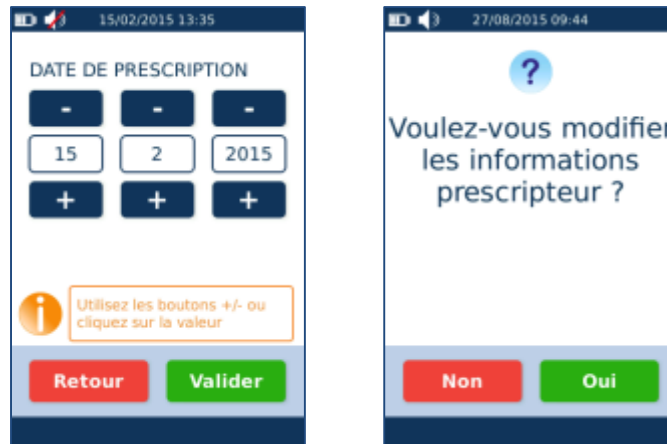 15/02/2015 13:35
DATE DE PRESCRIPTION
- - -
15 2 2015
+ + +
i
Utilisez les boutons +/- ou
cliquez sur la valeur
Retour Valider
27/08/2015 09:44
?
Voulez-vous modifier
les informations
prescripteur ?
Non Oui